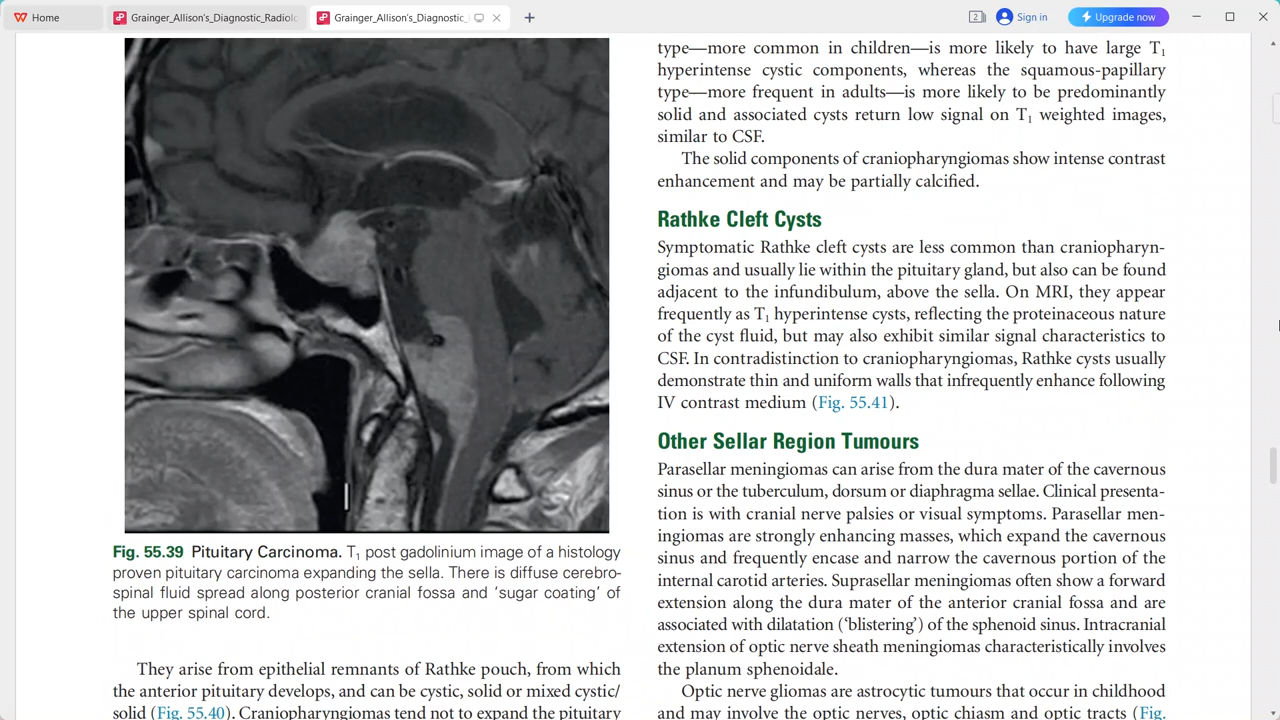 Home
Grainger_Allison's_Diagnostic_Radiolo
Grainger_Allison's_Diagnostic_
2
Sign in
Upgrade now
Fig. 55.39 Pituitary Carcinoma. T1 post gadolinium image of a histology
proven pituitary carcinoma expanding the sella. There is diffuse cerebro-
spinal fluid spread along posterior cranial fossa and ‘sugar coating’ of
the upper spinal cord.
They arise from epithelial remnants of Rathke pouch, from which
the anterior pituitary develops, and can be cystic, solid or mixed cystic/
solid (Fig. 55.40). Craniopharyngiomas tend not to expand the pituitary
type—more common in children—is more likely to have large T1
hyperintense cystic components, whereas the squamous-papillary
type—more frequent in adults—is more likely to be predominantly
solid and associated cysts return low signal on T1 weighted images,
similar to CSF.
The solid components of craniopharyngiomas show intense contrast
enhancement and may be partially calcified.
Rathke Cleft Cysts
Symptomatic Rathke cleft cysts are less common than craniopharyn-
giomas and usually lie within the pituitary gland, but also can be found
adjacent to the infundibulum, above the sella. On MRI, they appear
frequently as T1 hyperintense cysts, reflecting the proteinaceous nature
of the cyst fluid, but may also exhibit similar signal characteristics to
CSF. In contradistinction to craniopharyngiomas, Rathke cysts usually
demonstrate thin and uniform walls that infrequently enhance following
IV contrast medium (Fig. 55.41).
Other Sellar Region Tumours
Parasellar meningiomas can arise from the dura mater of the cavernous
sinus or the tuberculum, dorsum or diaphragma sellae. Clinical presenta-
tion is with cranial nerve palsies or visual symptoms. Parasellar men-
ingiomas are strongly enhancing masses, which expand the cavernous
sinus and frequently encase and narrow the cavernous portion of the
internal carotid arteries. Suprasellar meningiomas often show a forward
extension along the dura mater of the anterior cranial fossa and are
associated with dilatation (‘blistering’) of the sphenoid sinus. Intracranial
extension of optic nerve sheath meningiomas characteristically involves
the planum sphenoidale.
Optic nerve gliomas are astrocytic tumours that occur in childhood
and may involve the optic nerves, optic chiasm and optic tracts (Fig.